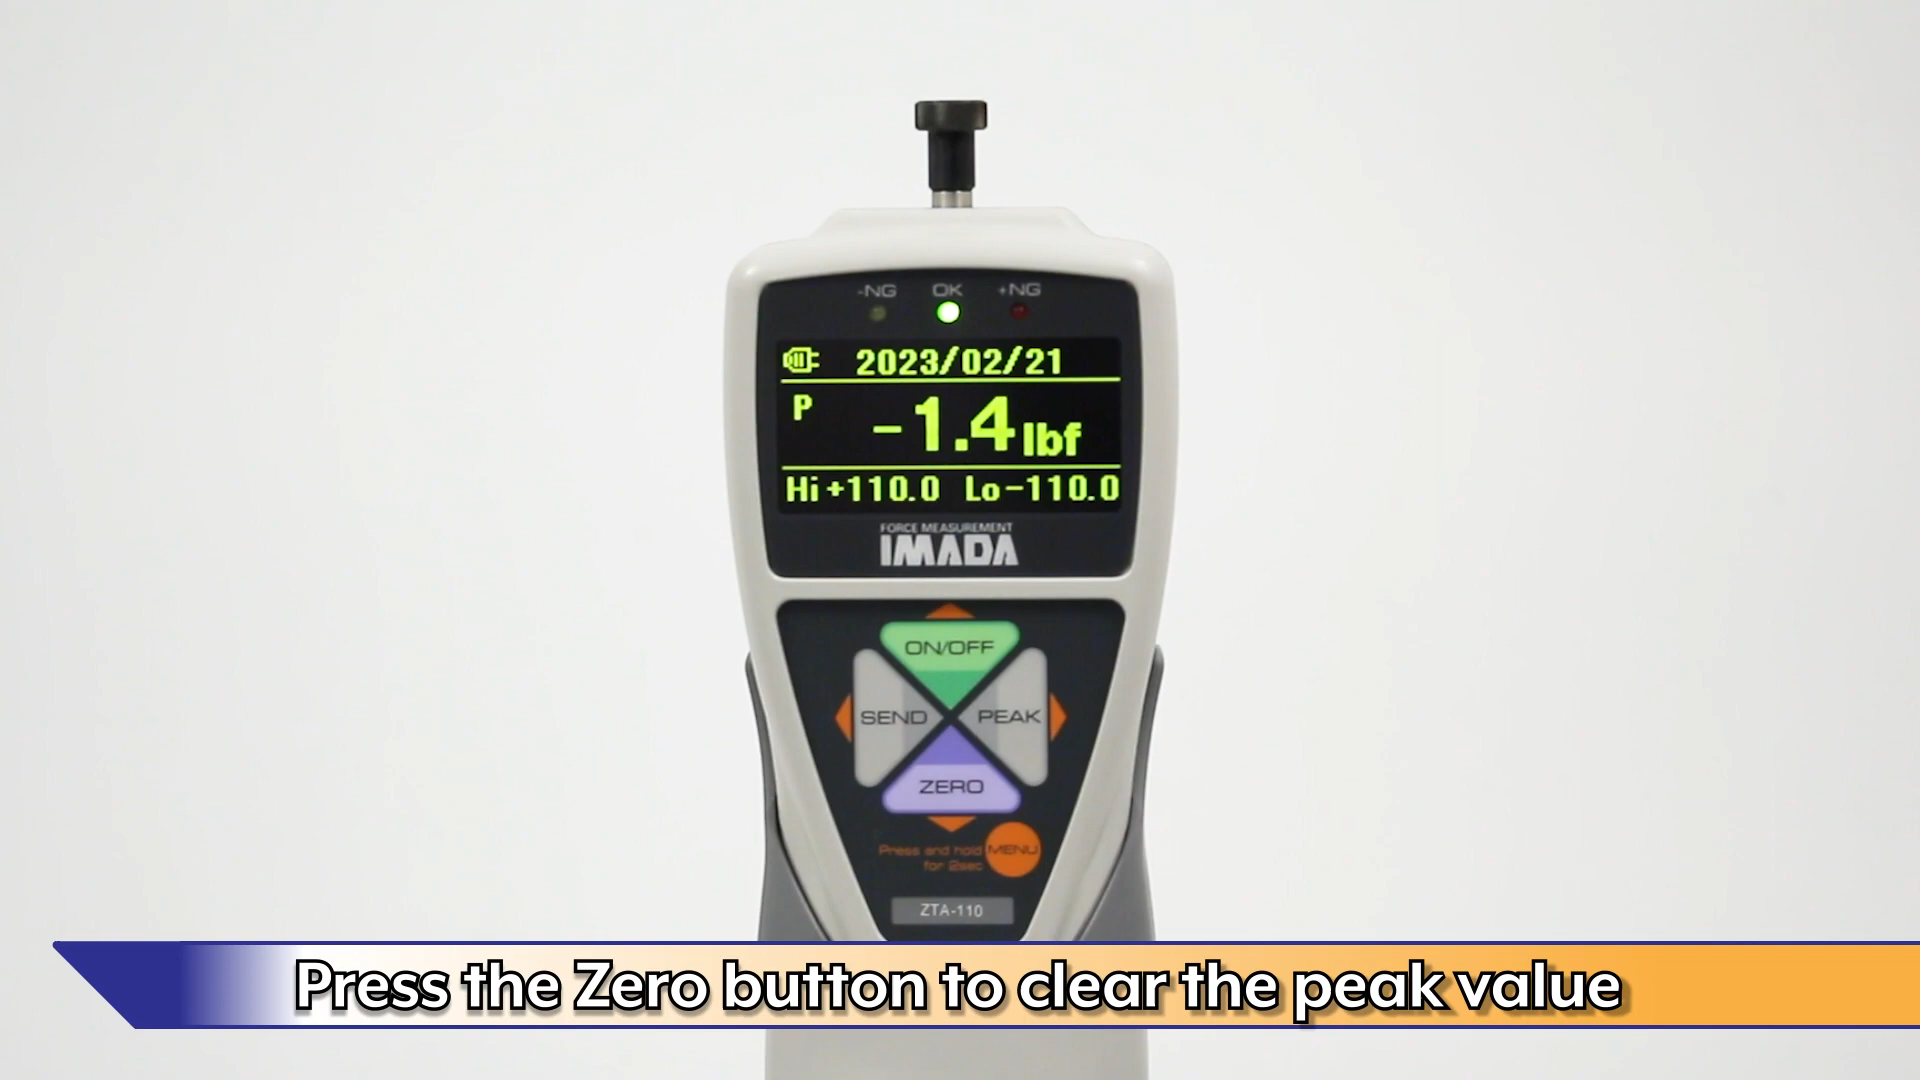 -NG OK +NG
2023/02/21
P -1.4 lbf
Hi +110.0 Lo -110.0
FORCE MEASUREMENT
IMADA
ON/OFF
SEND PEAK
ZERO
Press and hold MENU
for 2sec
ZTA-110
Press the Zero button to clear the peak value